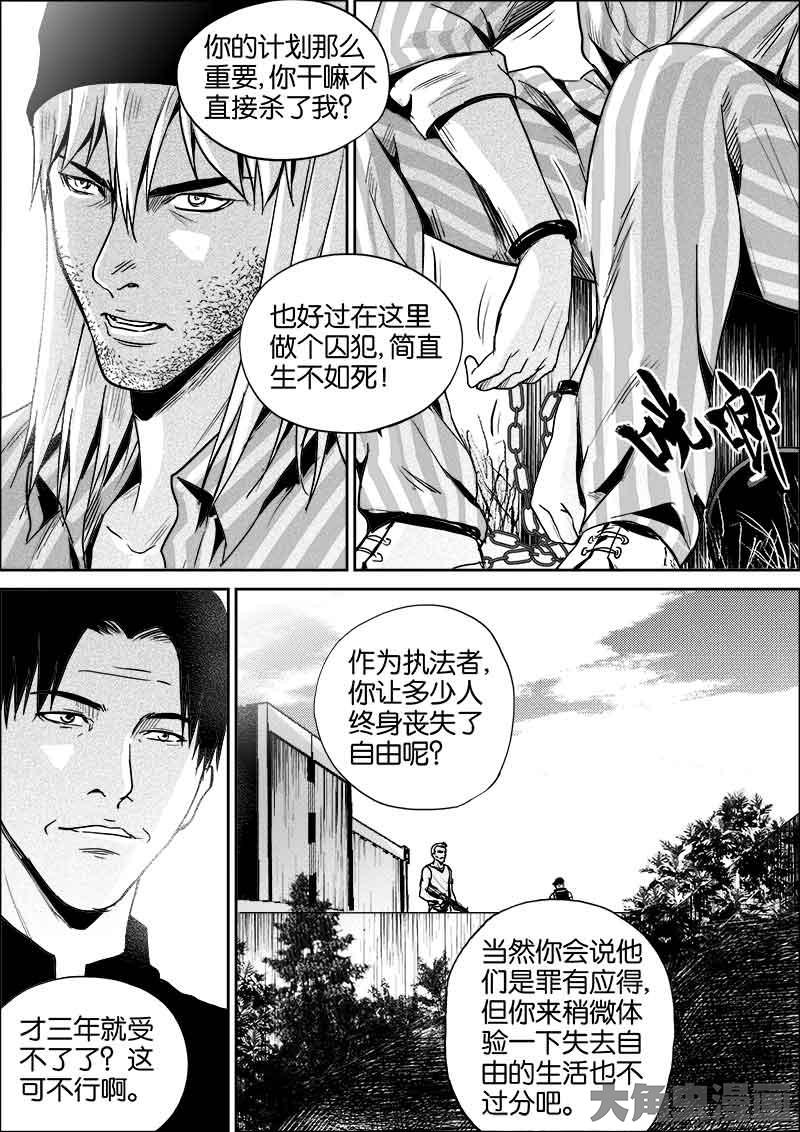 你的计划那么
重要,你干嘛不
直接杀了我?
也好过在这里
做个囚犯,简直
生不如死!
咣啷
才三年就受
不了了?这
可不行啊。
作为执法者,
你让多少人
终身丧失了
自由呢?
当然你会说他
们是罪有应得,
但你来稍微体
验一下失去自
由的生活也不
过分吧。
大角虫漫画